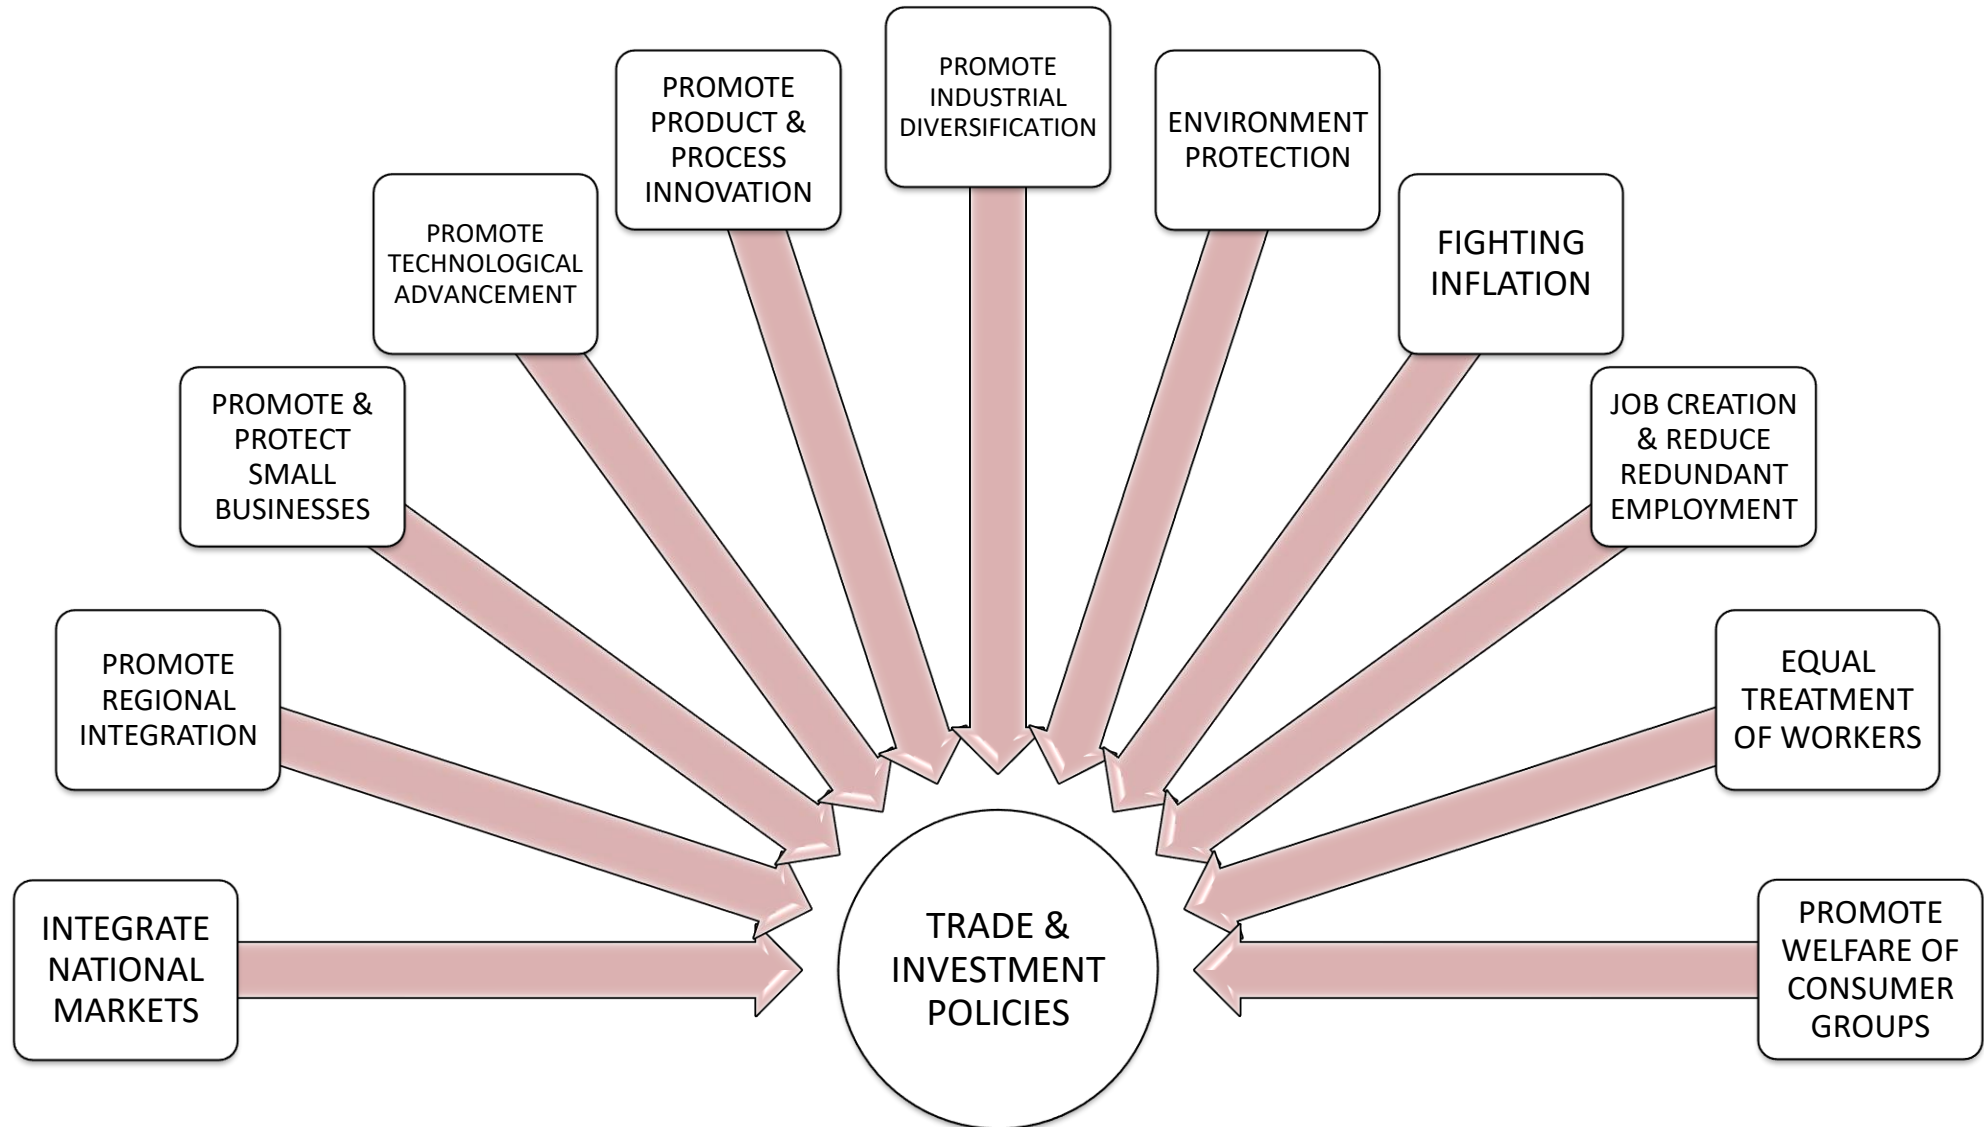 INTEGRATE
NATIONAL
MARKETS
PROMOTE
REGIONAL
INTEGRATION
PROMOTE &
PROTECT
SMALL
BUSINESSES
PROMOTE
TECHNOLOGICAL
ADVANCEMENT
PROMOTE
PRODUCT &
PROCESS
INNOVATION
PROMOTE
INDUSTRIAL
DIVERSIFICATION
ENVIRONMENT
PROTECTION
FIGHTING
INFLATION
JOB CREATION
& REDUCE
REDUNDANT
EMPLOYMENT
EQUAL
TREATMENT
OF WORKERS
PROMOTE
WELFARE OF
CONSUMER
GROUPS
TRADE &
INVESTMENT
POLICIES